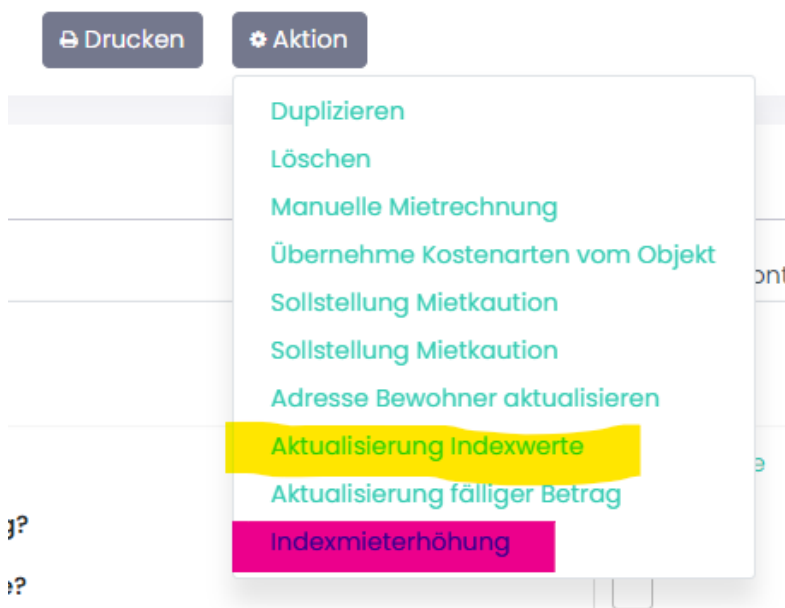 Drucken
Aktion
Duplizieren
Löschen
Manuelle Mietrechnung
Übernehme Kostenarten vom Objekt
Sollstellung Mietkaution
Sollstellung Mietkaution
Adresse Bewohner aktualisieren
Aktualisierung Indexwerte
Aktualisierung fälliger Betrag
Indexmieterhöhung